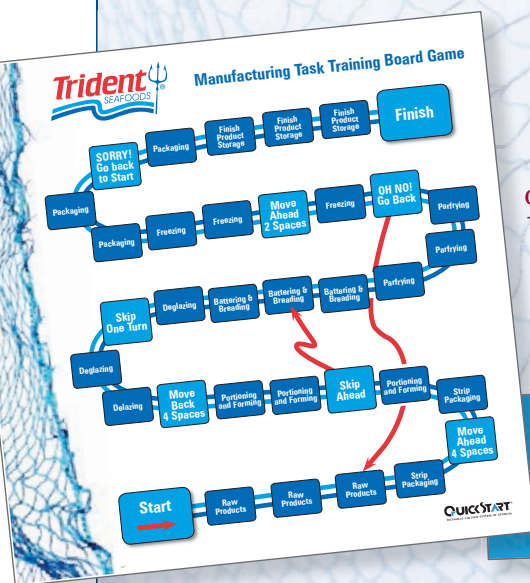 Trident
SEAFOODS
®
Manufacturing Task Training Board Game
Finish
Finish
Product
Storage
Finish
Product
Storage
Finish
Product
Storage
Packaging
SORRY!
Go back
to Start
Packaging
Packaging
Freezing
Freezing
Move
Ahead
2 Spaces
Freezing
OH NO!
Go Back
Parfrying
Parfrying
Parfrying
Battering &
Breading
Battering &
Breading
Battering &
Breading
Deglazing
Skip
One Turn
Deglazing
Delazing
Move
Back
4 Spaces
Portioning
and Forming
Portioning
and Forming
Skip
Ahead
Portioning
and Forming
Strip
Packaging
Move
Ahead
4 Spaces
Strip
Packaging
Raw
Products
Raw
Products
Raw
Products
Start
QUICKSTART